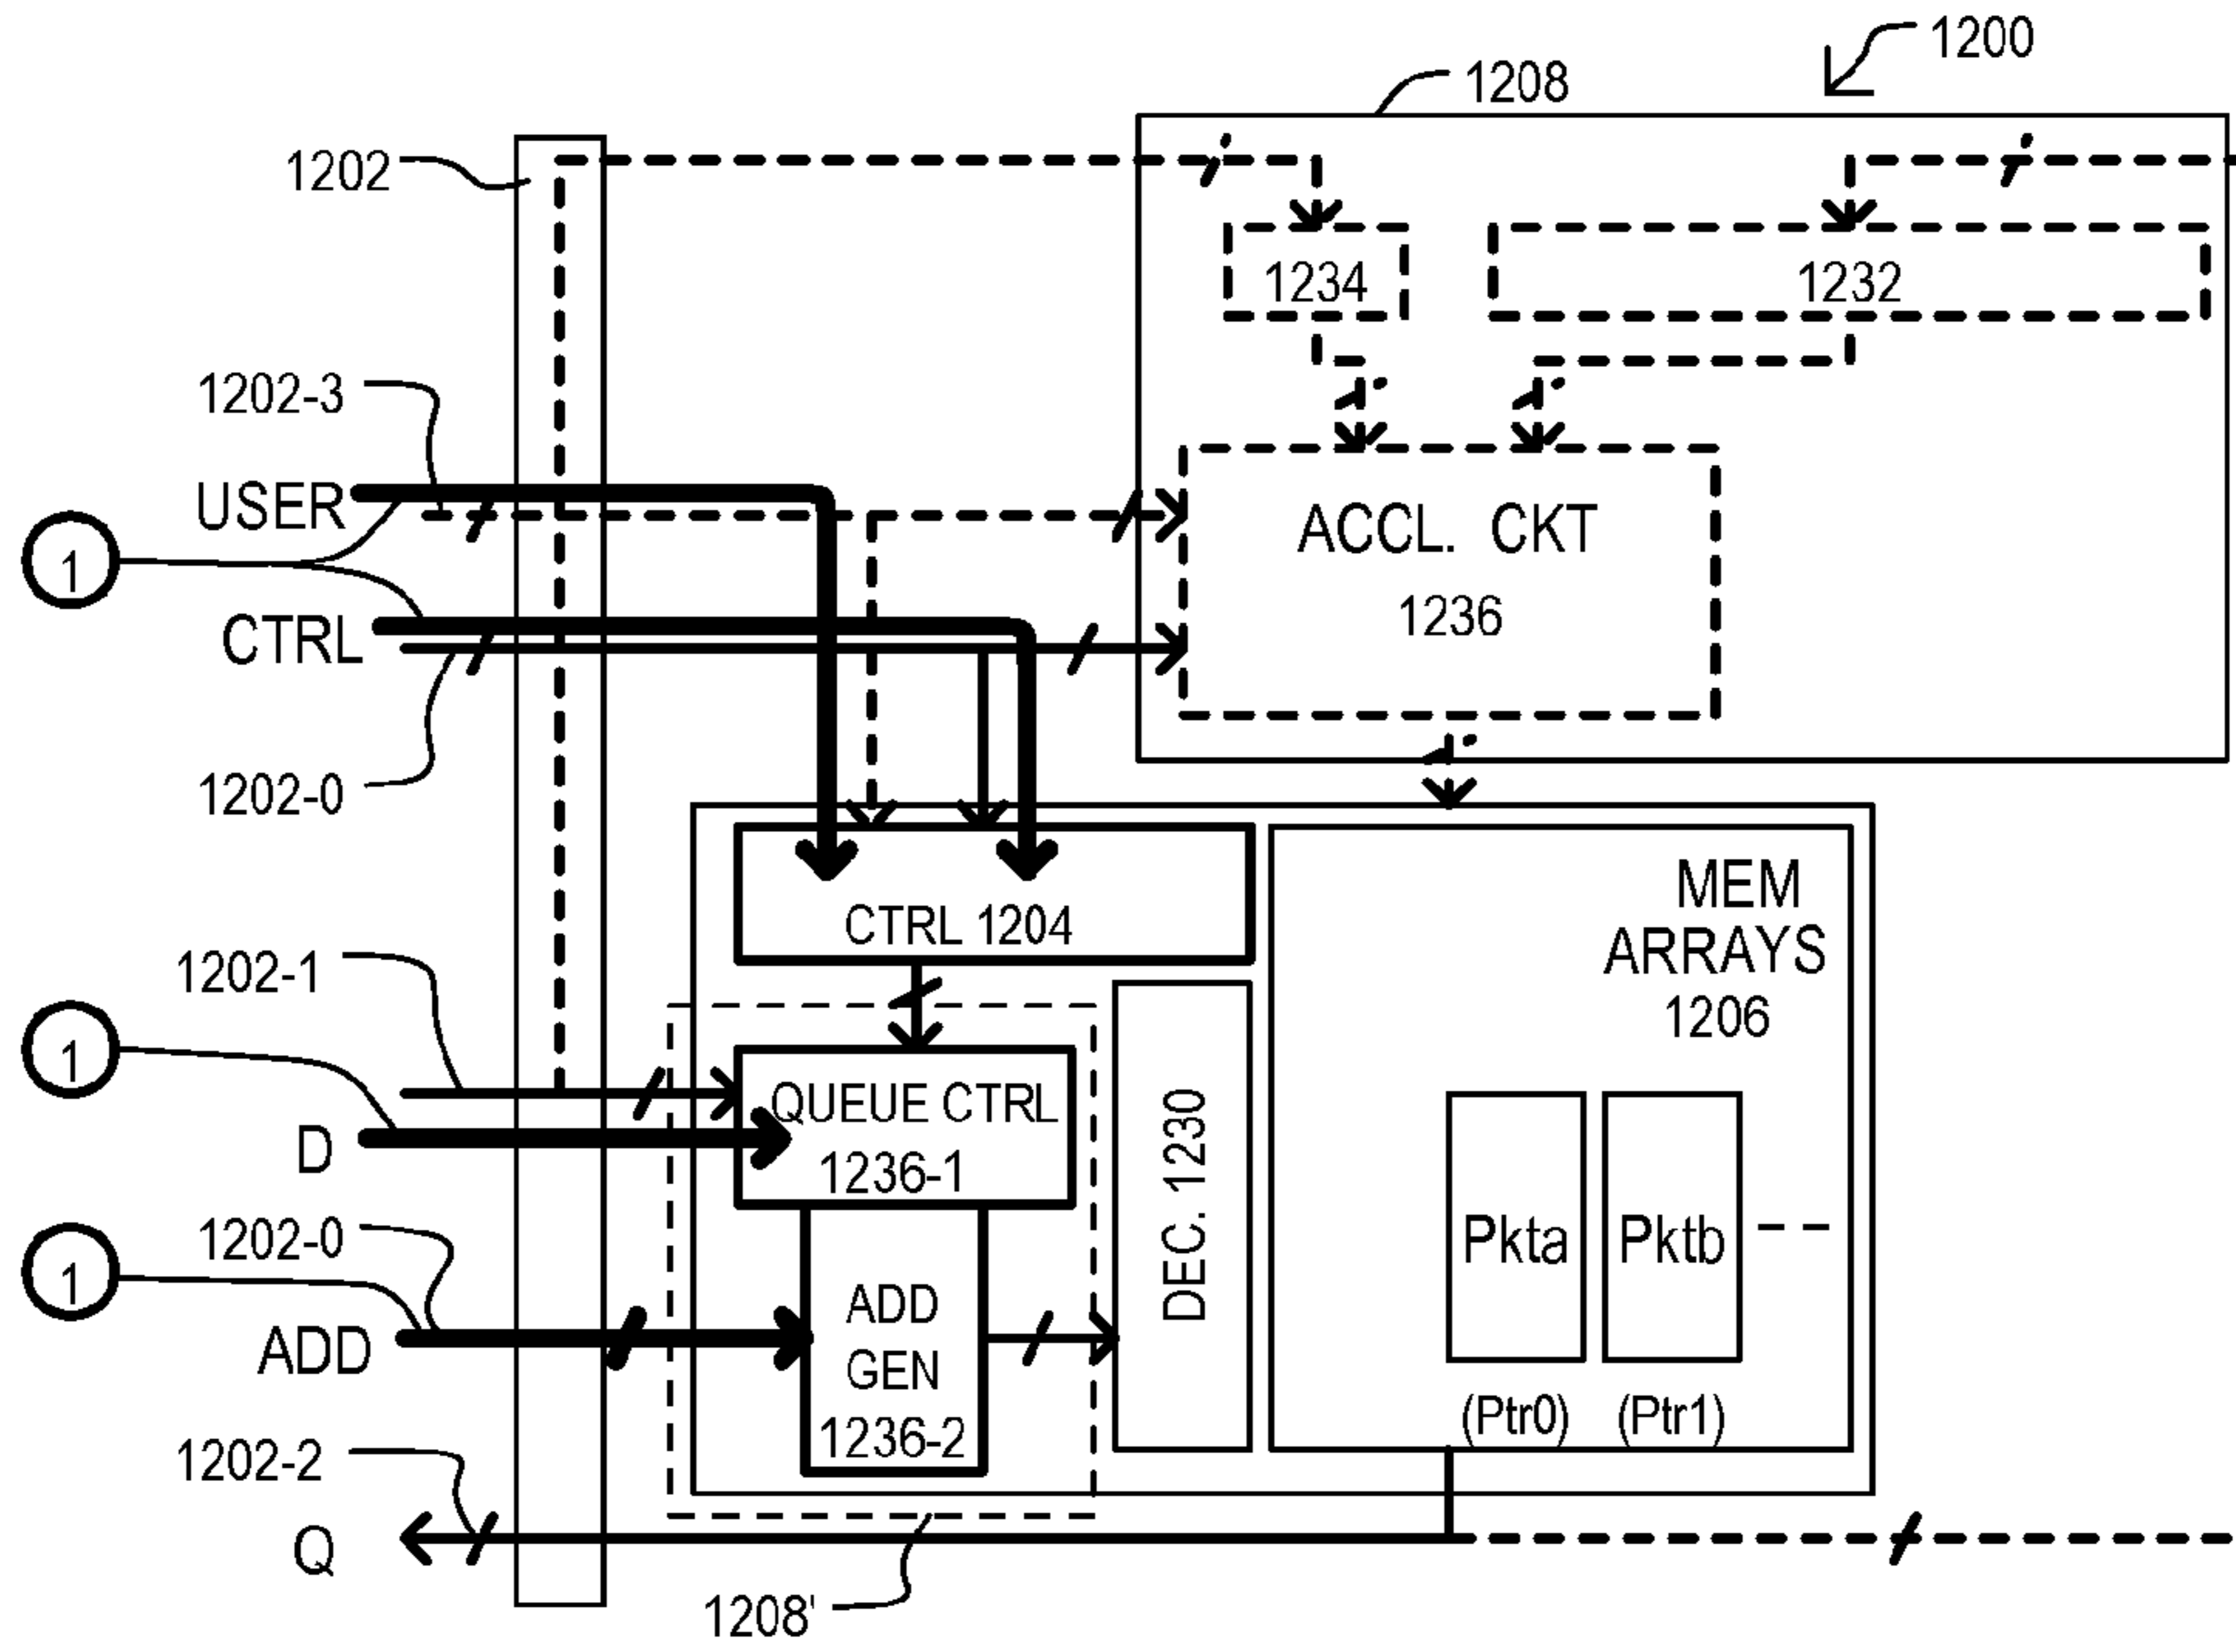 1200
1208
1202
1234
1232
1202-3
USER
1
ACCL. CKT
1236
CTRL
1202-0
MEM
ARRAYS
1206
CTRL 1204
1202-1
1
QUEUE CTRL
1236-1
D
DEC. 1230
Pkta
Pktb
1202-0
1
ADD
ADD
GEN
1236-2
(Ptr0)
(Ptr1)
1202-2
Q
1208'